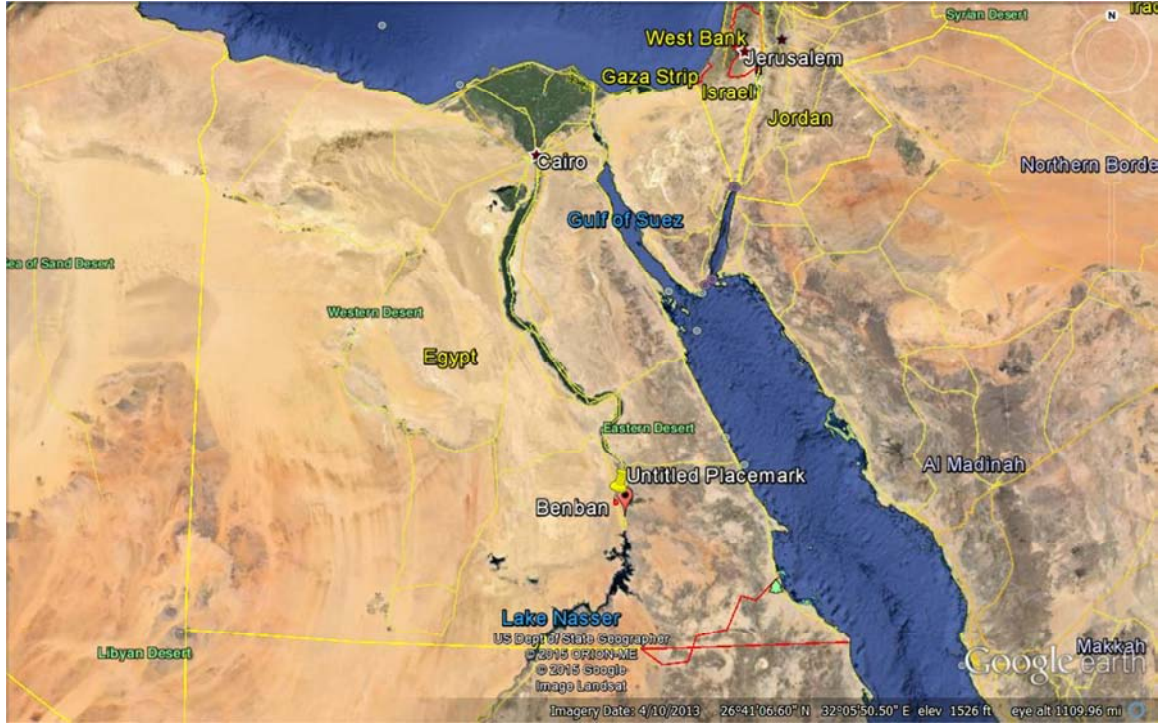 Syrian Desert
N
West Bank
Jerusalem
Gaza Strip
Israel
Jordan
Cairo
Northern Borde
Gulf of Suez
ea of Sand Desert
Western Desert
Egypt
Eastern Desert
Al Madinah
Untitled Placemark
Benban
Lake Nasser
US Dept of State Geographer
© 2015 ORION-ME
© 2015 Google
Image Landsat
Libyan Desert
Makkah
Google earth
Imagery Date: 4/10/2013 26°41'06.60" N 32°05'50.50" E elev 1526 ft eye alt 1109.96 mi